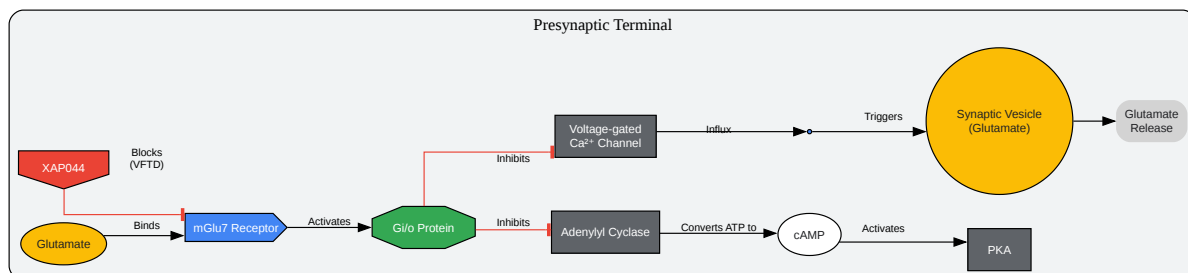 Presynaptic Terminal
Voltage-gated
Ca²⁺ Channel
Influx
Triggers
Synaptic Vesicle
(Glutamate)
Glutamate
Release
Blocks
(VFTD)
XAP044
Inhibits
Glutamate
Binds
mGlu7 Receptor
Activates
Gi/o Protein
Inhibits
Adenylyl Cyclase
Converts ATP to
cAMP
Activates
PKA